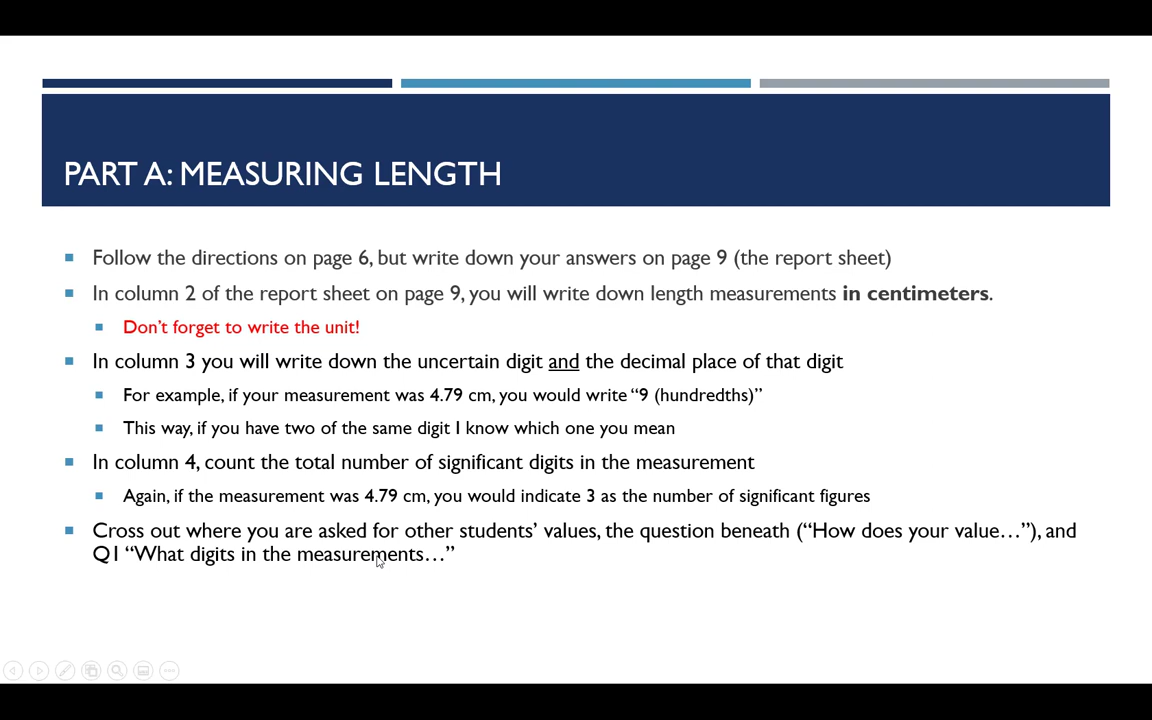 PART A: MEASURING LENGTH
Follow the directions on page 6, but write down your answers on page 9 (the report sheet)
In column 2 of the report sheet on page 9, you will write down length measurements in centimeters.
Don’t forget to write the unit!
In column 3 you will write down the uncertain digit and the decimal place of that digit
For example, if your measurement was 4.79 cm, you would write “9 (hundredths)”
This way, if you have two of the same digit I know which one you mean
In column 4, count the total number of significant digits in the measurement
Again, if the measurement was 4.79 cm, you would indicate 3 as the number of significant figures
Cross out where you are asked for other students’ values, the question beneath (“How does your value…”), and
Q1 “What digits in the measurements…”